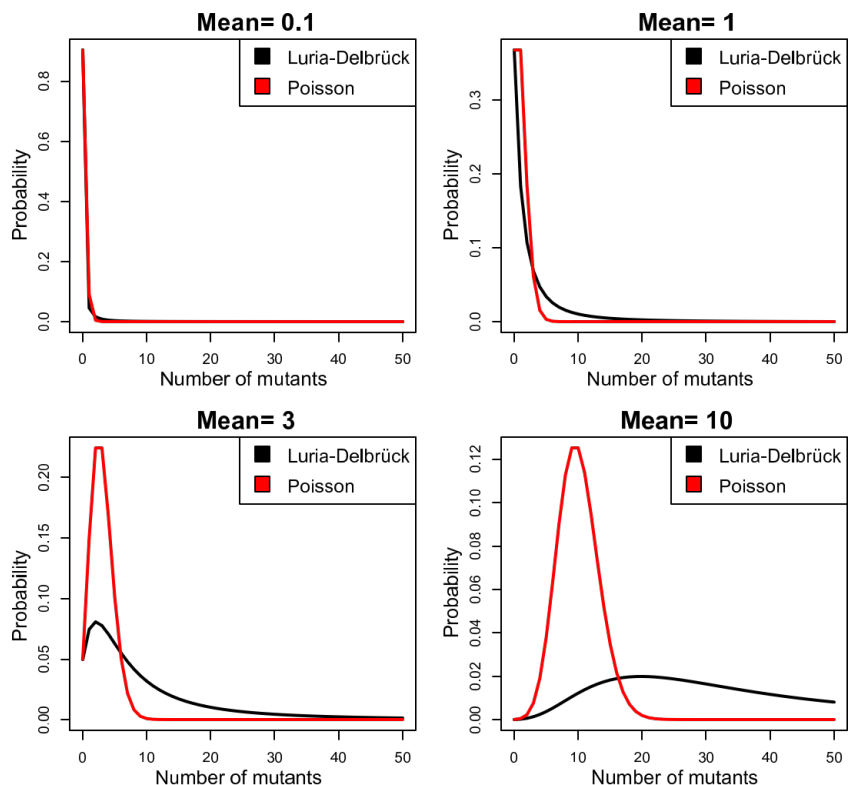 Mean= 0.1
Luria-Delbrück
Poisson
Probability
0.0
0.2
0.4
0.6
0.8
0 10 20 30 40 50
Number of mutants
Mean= 1
Luria-Delbrück
Poisson
Probability
0.0
0.1
0.2
0.3
0 10 20 30 40 50
Number of mutants
Mean= 3
Luria-Delbrück
Poisson
Probability
0.00
0.05
0.10
0.15
0.20
0 10 20 30 40 50
Number of mutants
Mean= 10
Luria-Delbrück
Poisson
Probability
0.00
0.02
0.04
0.06
0.08
0.10
0.12
0 10 20 30 40 50
Number of mutants